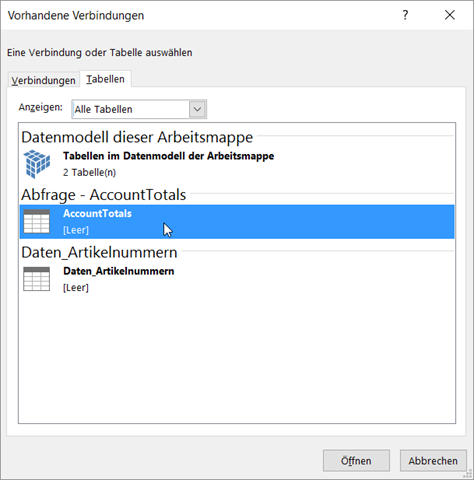 Vorhandene Verbindungen
?
Eine Verbindung oder Tabelle auswählen
Verbindungen Tabellen
Anzeigen: Alle Tabellen
Datenmodell dieser Arbeitsmappe
Tabellen im Datenmodell der Arbeitsmappe
2 Tabelle(n)
Abfrage - AccountTotals
AccountTotals
[Leer]
Daten_Artikelnummern
Daten_Artikelnummern
[Leer]
Öffnen Abbrechen